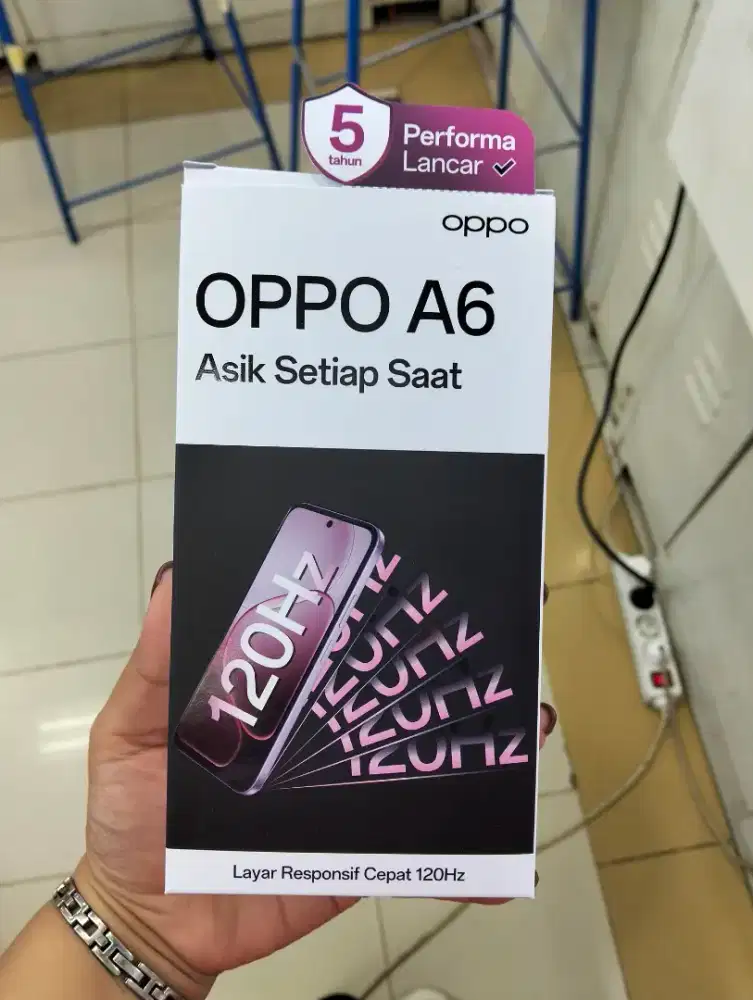 5
tahun
Performa
Lancar
oppo
OPPO A6
Asik Setiap Saat
120Hz
120Hz
120Hz
120Hz
120Hz
120Hz
Layar Responsif Cepat 120Hz